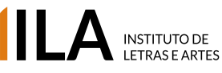 ILA
INSTITUTO DE
LETRAS E ARTES